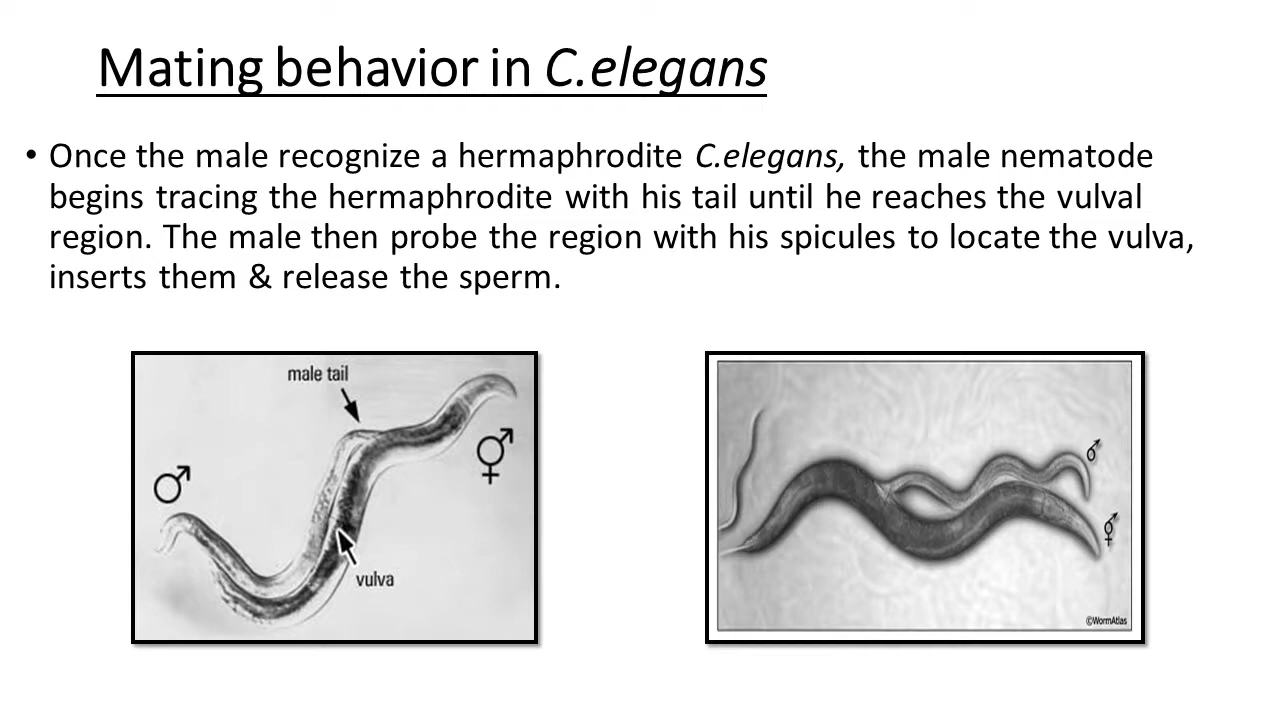 Mating behavior in C.elegans
• Once the male recognize a hermaphrodite C.elegans, the male nematode
begins tracing the hermaphrodite with his tail until he reaches the vulval
region. The male then probe the region with his spicules to locate the vulva,
inserts them & release the sperm.
male tail
♂
⚥
vulva
♂
⚥
©WormAtlas